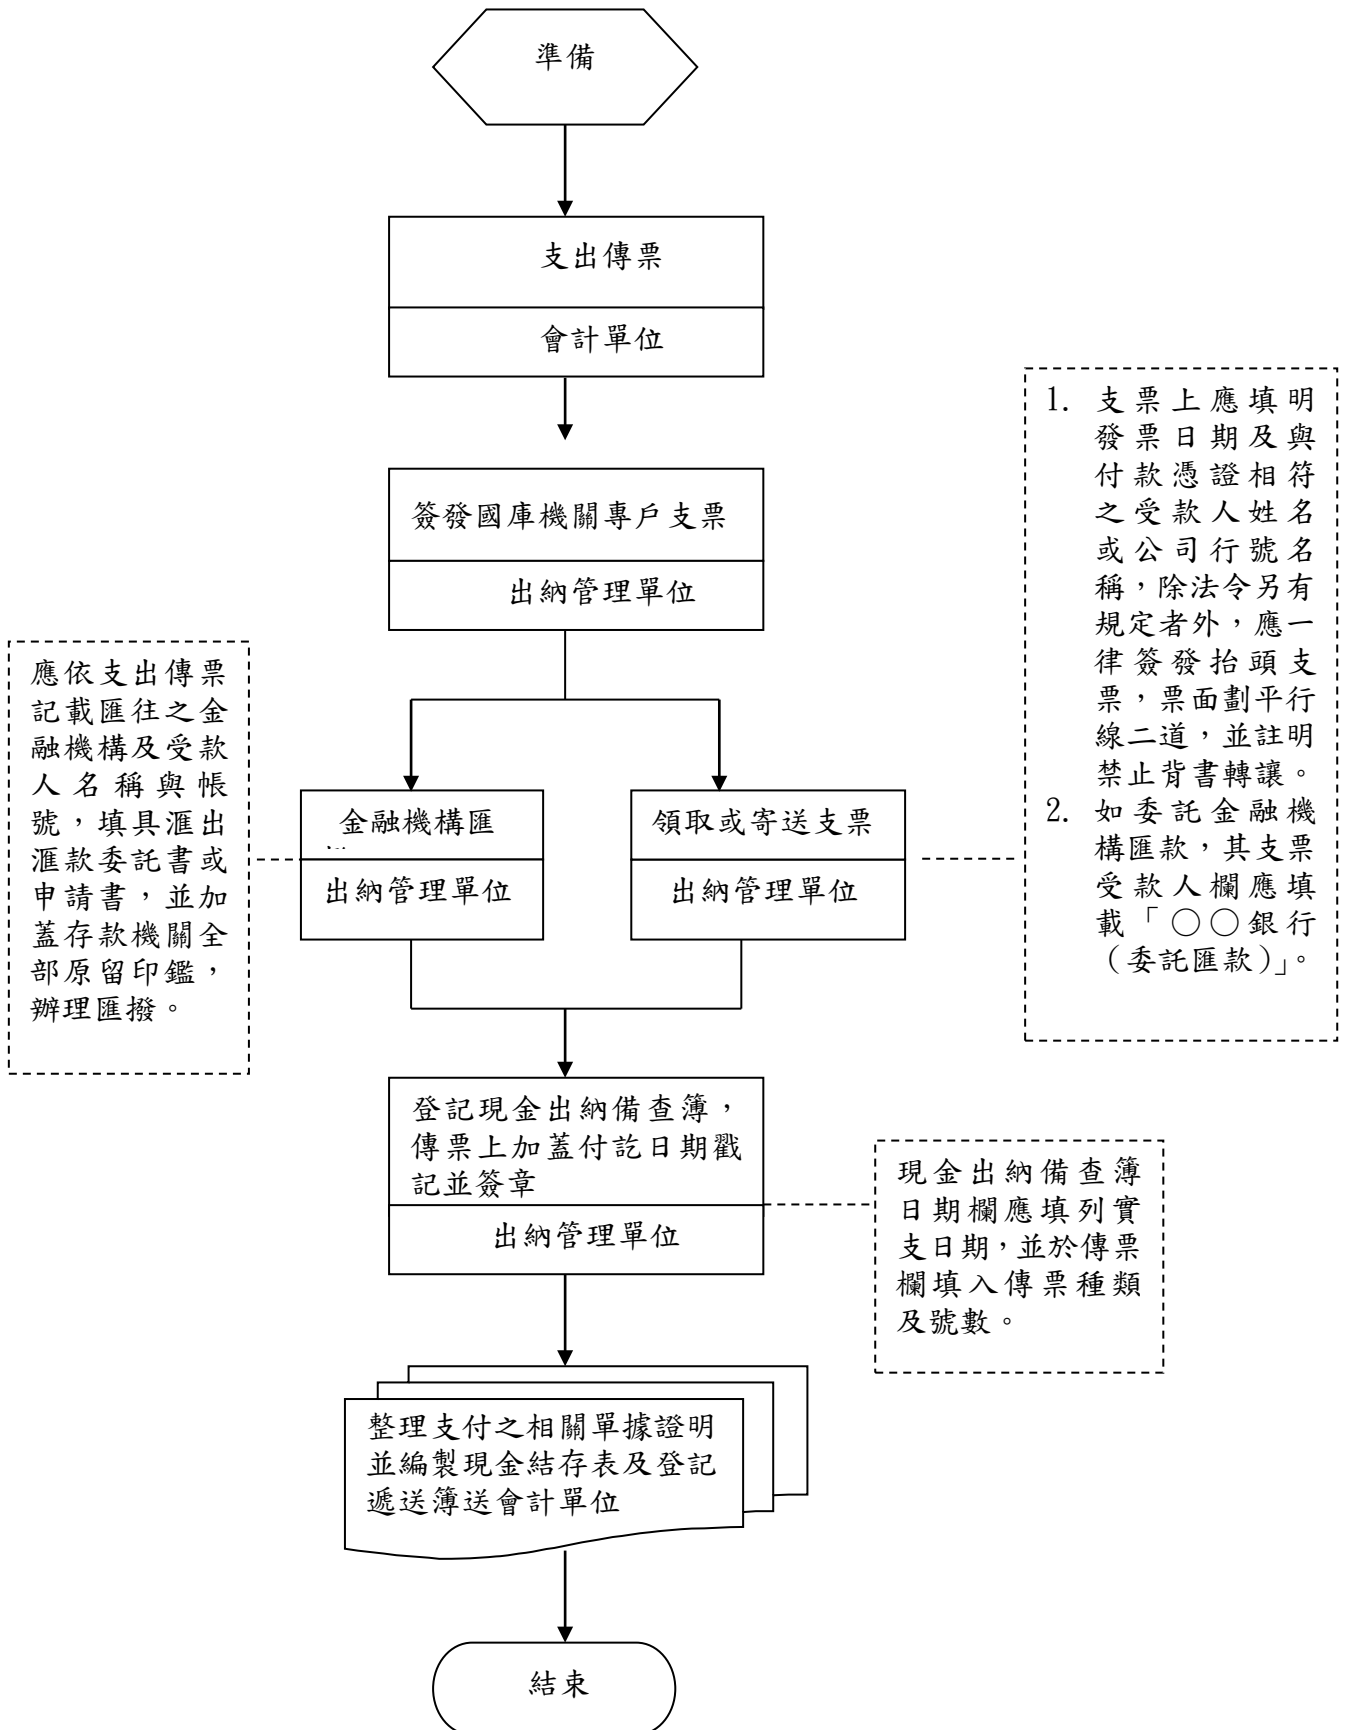 準備
支出傳票
會計單位
簽發國庫機關專戶支票
出納管理單位
1. 支票上應填明
發票日期及與
付款憑證相符
之受款人姓名
或公司行號名
稱，除法令另有
規定者外，應一
律簽發抬頭支
票，票面劃平行
線二道，並註明
禁止背書轉讓。
2. 如委託金融機
構匯款，其支票
受款人欄應填
載「○○銀行
（委託匯款）」。
應依支出傳票
記載匯往之金
融機構及受款
人名稱與帳
號，填具滙出
滙款委託書或
申請書，並加
蓋存款機關全
部原留印鑑，
辦理匯撥。
金融機構匯
出納管理單位
領取或寄送支票
出納管理單位
登記現金出納備查簿，
傳票上加蓋付訖日期戳
記並簽章
出納管理單位
現金出納備查簿
日期欄應填列實
支日期，並於傳票
欄填入傳票種類
及號數。
整理支付之相關單據證明
並編製現金結存表及登記
遞送簿送會計單位
結束